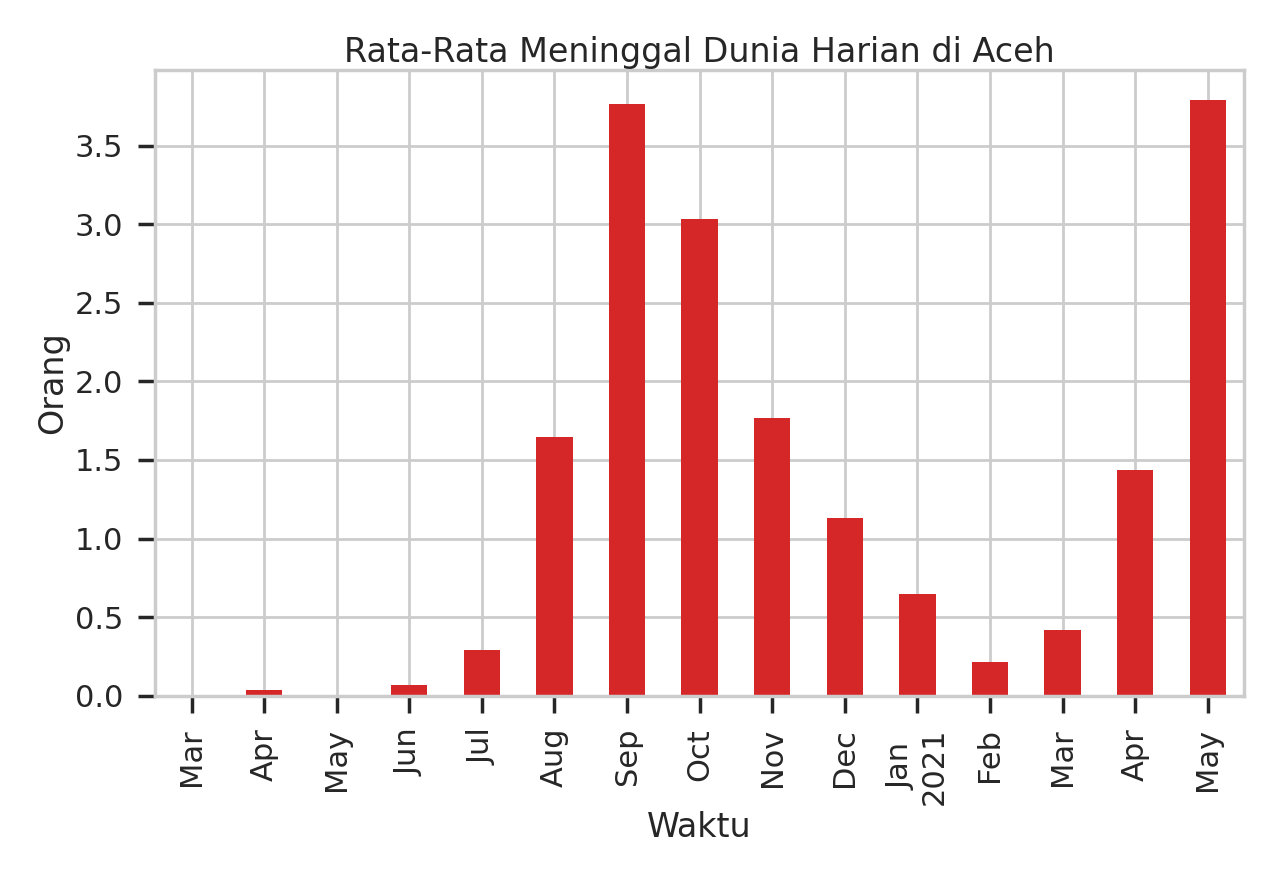 Rata-Rata Meninggal Dunia Harian di Aceh
Orang
3.5
3.0
2.5
2.0
1.5
1.0
0.5
0.0
Mar
Apr
May
Jun
Jul
Aug
Sep
Oct
Nov
Dec
Jan
2021
Feb
Mar
Apr
May
Waktu